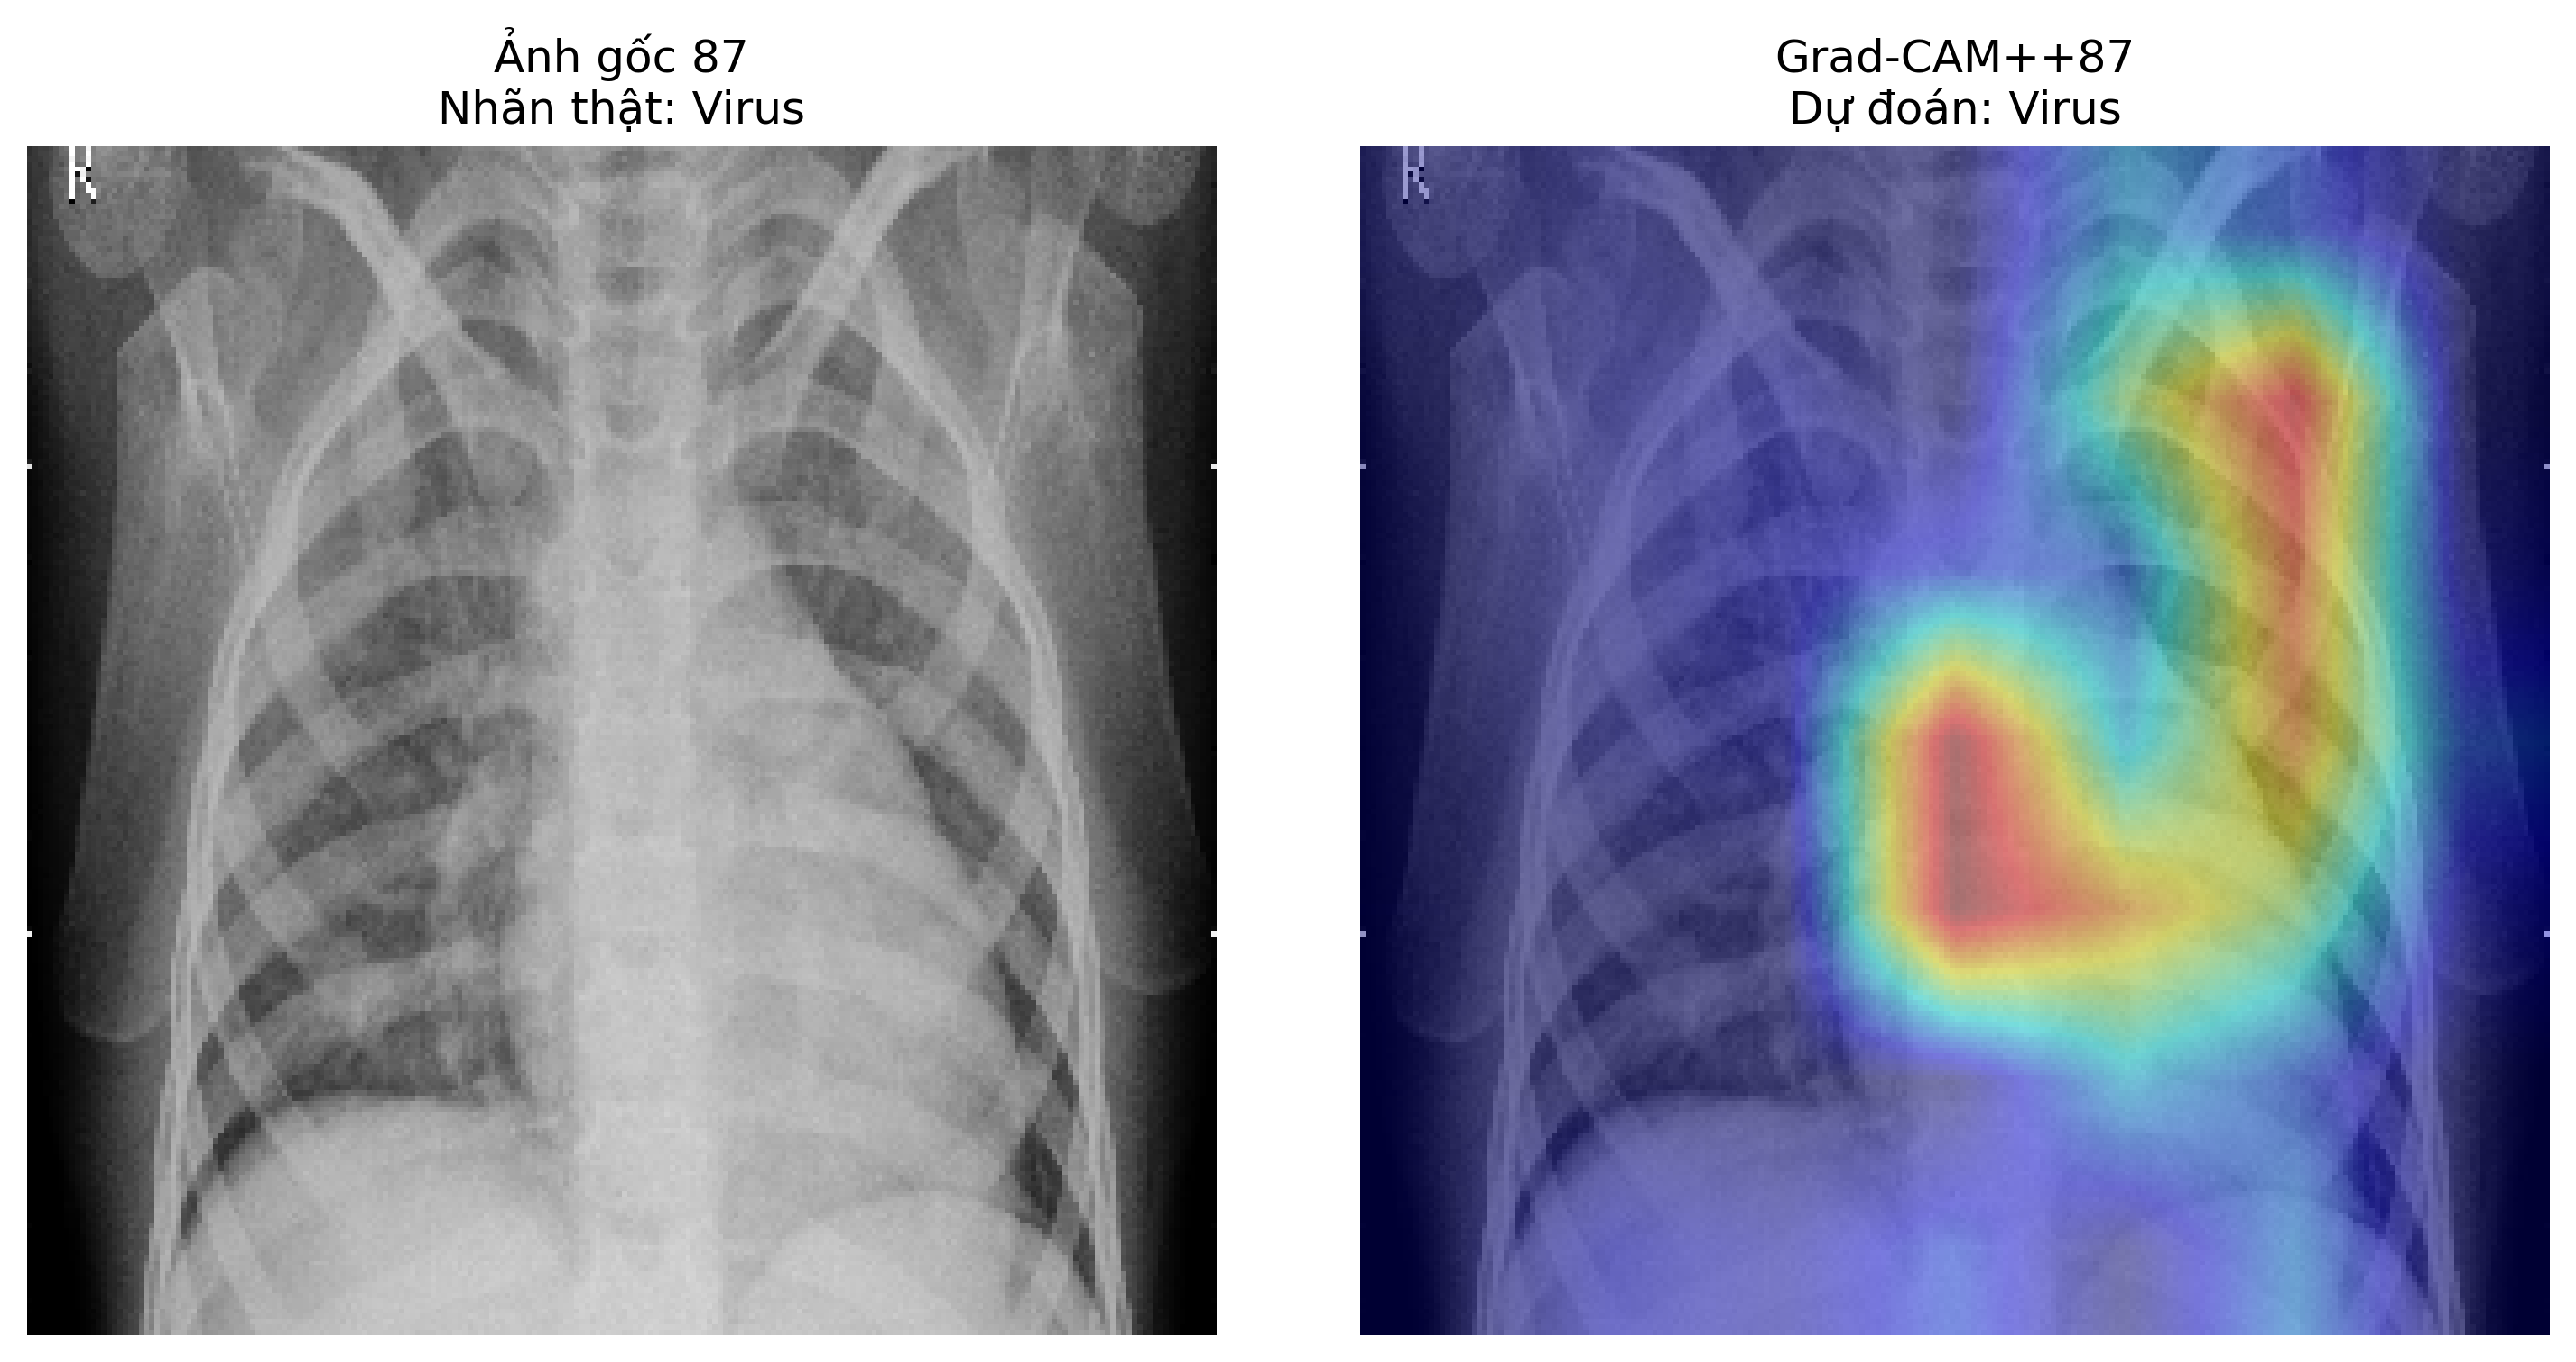 Ảnh gốc 87
Nhãn thật: Virus
Grad-CAM++87
Dự đoán: Virus
R
R